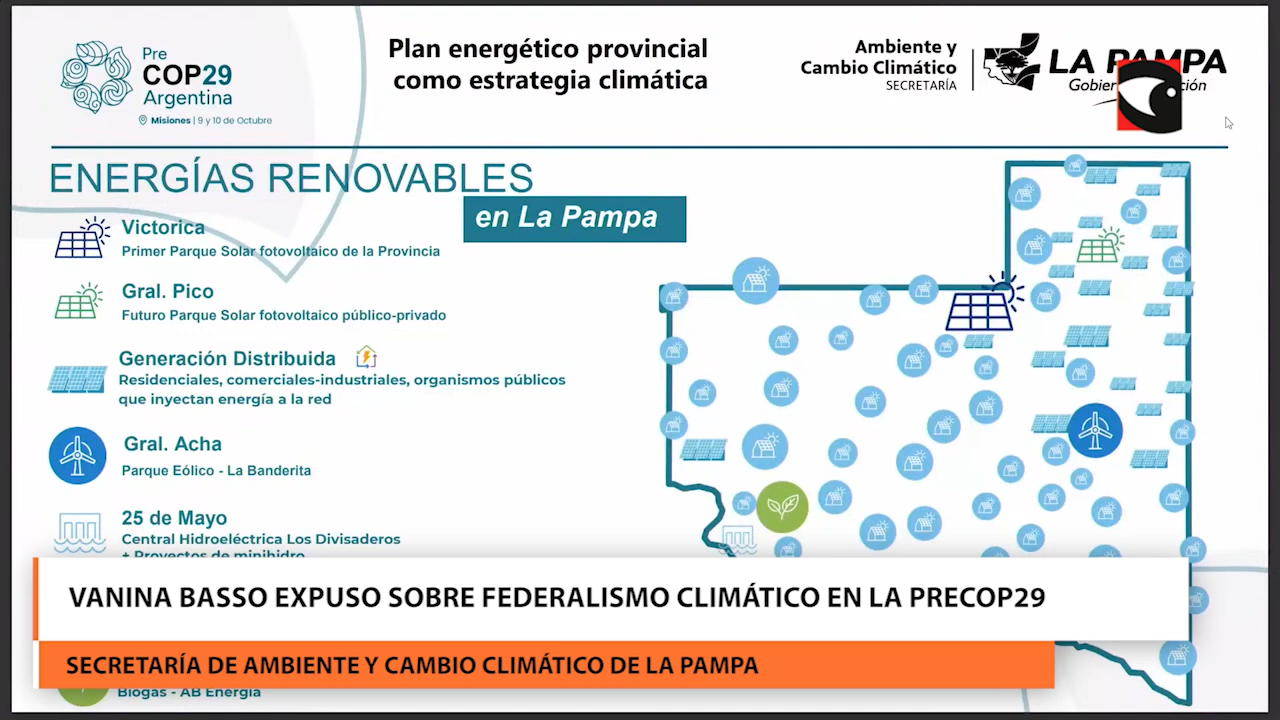 Pre
COP29
Argentina
Misiones | 9 y 10 de Octubre
Plan energético provincial
como estrategia climática
Ambiente y
Cambio Climático
SECRETARÍA
LA PAMPA
ENERGÍAS RENOVABLES
en La Pampa
Victorica
Primer Parque Solar fotovoltaico de la Provincia
Gral. Pico
Futuro Parque Solar fotovoltaico público-privado
Generación Distribuida
Residenciales, comerciales-industriales, organismos públicos
que inyectan energía a la red
Gral. Acha
Parque Eólico - La Banderita
25 de Mayo
Central Hidroeléctrica Los Divisaderos
+ Proyectos de minihidro
VANINA BASSO EXPUSO SOBRE FEDERALISMO CLIMÁTICO EN LA PRECOP29
SECRETARÍA DE AMBIENTE Y CAMBIO CLIMÁTICO DE LA PAMPA
Biogas - AB Energía